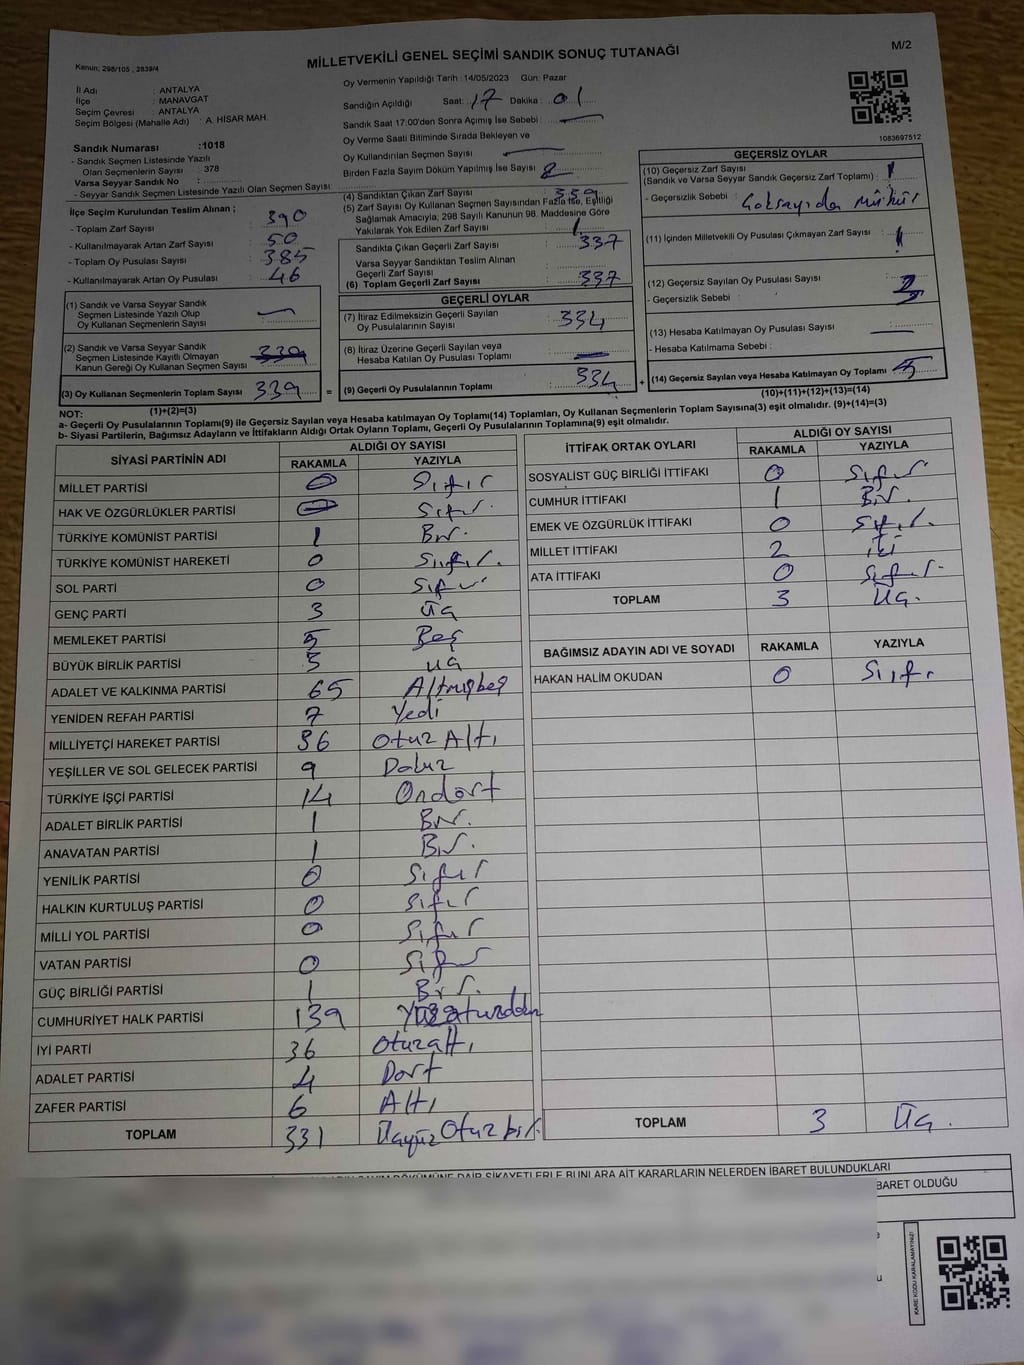 Kanun; 298/105 , 2839/4
MİLLETVEKİLİ GENEL SEÇİMİ SANDIK SONUÇ TUTANAĞI
M/2
İl Adı : ANTALYA
İlçe : MANAVGAT
Seçim Çevresi : ANTALYA
Seçim Bölgesi (Mahalle Adı) : A. HİSAR MAH.
Sandık Numarası :1018
- Sandık Seçmen Listesinde Yazılı
Olan Seçmenlerin Sayısı : 378
Varsa Seyyar Sandık No :
- Seyyar Sandık Seçmen Listesinde Yazılı Olan Seçmen Sayısı:
İlçe Seçim Kurulundan Teslim Alınan ;
- Toplam Zarf Sayısı : 390
- Kullanılmayarak Artan Zarf Sayısı : 50
- Toplam Oy Pusulası Sayısı : 385
- Kullanılmayarak Artan Oy Pusulası : 46
(1) Sandık ve Varsa Seyyar Sandık
Seçmen Listesinde Yazılı Olup
Oy Kullanan Seçmenlerin Sayısı
(2) Sandık ve Varsa Seyyar Sandık
Seçmen Listesinde Kayıtlı Olmayan
Kanun Gereği Oy Kullanan Seçmen Sayısı 339
(3) Oy Kullanan Seçmenlerin Toplam Sayısı 339 =
(1)+(2)=(3)
Oy Vermenin Yapıldığı Tarih : 14/05/2023 Gün: Pazar
Sandığın Açıldığı Saat: 17 Dakika : 01
Sandık Saat 17:00'den Sonra Açımış İse Sebebi :
Oy Verme Saati Bitiminde Sırada Bekleyen ve
Oy Kullandırılan Seçmen Sayısı :
Birden Fazla Sayım Döküm Yapılmış İse Sayısı : 2
(4) Sandıktan Çıkan Zarf Sayısı : 339
(5) Zarf Sayısı Oy Kullanan Seçmen Sayısından Fazla İse, Eşitliği
Sağlamak Amacıyla; 298 Sayılı Kanunun 98. Maddesine Göre
Yakılarak Yok Edilen Zarf Sayısı : 1
Sandıkta Çıkan Geçerli Zarf Sayısı : 337
Varsa Seyyar Sandıktan Teslim Alınan
Geçerli Zarf Sayısı
(6) Toplam Geçerli Zarf Sayısı : 337
GEÇERLİ OYLAR
(7) İtiraz Edilmeksizin Geçerli Sayılan
Oy Pusulalarının Sayısı : 334
(8) İtiraz Üzerine Geçerli Sayılan veya
Hesaba Katılan Oy Pusulası Toplamı
(9) Geçerli Oy Pusulalarının Toplamı : 334 +
1083697512
GEÇERSİZ OYLAR
(10) Geçersiz Zarf Sayısı
(Sandık ve Varsa Seyyar Sandık Geçersiz Zarf Toplamı) : 1
- Geçersizlik Sebebi : Mühür
(11) İçinden Milletvekili Oy Pusulası Çıkmayan Zarf Sayısı : 1
(12) Geçersiz Sayılan Oy Pusulası Sayısı
- Geçersizlik Sebebi :
(13) Hesaba Katılmayan Oy Pusulası Sayısı
- Hesaba Katılmama Sebebi :
(14) Geçersiz Sayılan veya Hesaba Katılmayan Oy Toplamı 5
(10)+(11)+(12)+(13)=(14)
NOT:
a- Geçerli Oy Pusulalarının Toplamı(9) ile Geçersiz Sayılan veya Hesaba katılmayan Oy Toplamı(14) Toplamları, Oy Kullanan Seçmenlerin Toplam Sayısına(3) eşit olmalıdır. (9)+(14)=(3)
b- Siyasi Partilerin, Bağımsız Adayların ve İttifakların Aldığı Ortak Oyların Toplamı, Geçerli Oy Pusulalarının Toplamına(9) eşit olmalıdır.
SİYASİ PARTİNİN ADI ALDIĞI OY SAYISI
RAKAMLA YAZIYLA
MİLLET PARTİSİ 0 Sıfır
HAK VE ÖZGÜRLÜKLER PARTİSİ 0 Sıfır.
TÜRKİYE KOMÜNİST PARTİSİ 1 Bir.
TÜRKİYE KOMÜNİST HAREKETİ 0 Sıfır.
SOL PARTİ 0 Sıfır
GENÇ PARTİ 3 Üç
MEMLEKET PARTİSİ 5 Beş
BÜYÜK BİRLİK PARTİSİ Üç
ADALET VE KALKINMA PARTİSİ 65 Altmışbeş
YENİDEN REFAH PARTİSİ 7 Yedi
MİLLİYETÇİ HAREKET PARTİSİ 36 Otuz Altı
YEŞİLLER VE SOL GELECEK PARTİSİ 9 Dokuz
TÜRKİYE İŞÇİ PARTİSİ 14 Ondört
ADALET BİRLİK PARTİSİ 1 Bir.
ANAVATAN PARTİSİ 1 Bir.
YENİLİK PARTİSİ 0 Sıfır
HALKIN KURTULUŞ PARTİSİ 0 Sıfır
MİLLİ YOL PARTİSİ 0 Sıfır
VATAN PARTİSİ 0 Sıfır
GÜÇ BİRLİĞİ PARTİSİ 1 Bir.
CUMHURİYET HALK PARTİSİ 139
İYİ PARTİ 36 Otuzaltı
ADALET PARTİSİ 4 Dört
ZAFER PARTİSİ 6 Altı
TOPLAM 331 Üçyüz Otuz bir.
İTTİFAK ORTAK OYLARI ALDIĞI OY SAYISI
RAKAMLA YAZIYLA
SOSYALİST GÜÇ BİRLİĞİ İTTİFAKI 0 Sıfır
CUMHUR İTTİFAKI 1 Bir.
EMEK VE ÖZGÜRLÜK İTTİFAKI 0 Sıfır.
MİLLET İTTİFAKI 2 İki
ATA İTTİFAKI 0 Sıfır.
TOPLAM 3 Üç.
BAĞIMSIZ ADAYIN ADI VE SOYADI RAKAMLA YAZIYLA
HAKAN HALİM OKUDAN 0 Sıfır
TOPLAM 3 Üç.
DÖKÜMÜNE DAİR ŞİKAYETLERLE BUNLARA AİT KARARLARIN NELERDEN İBARET BULUNDUKLARI
BARET OLDUĞU
KARE KODU KARALAMAYINIZ!